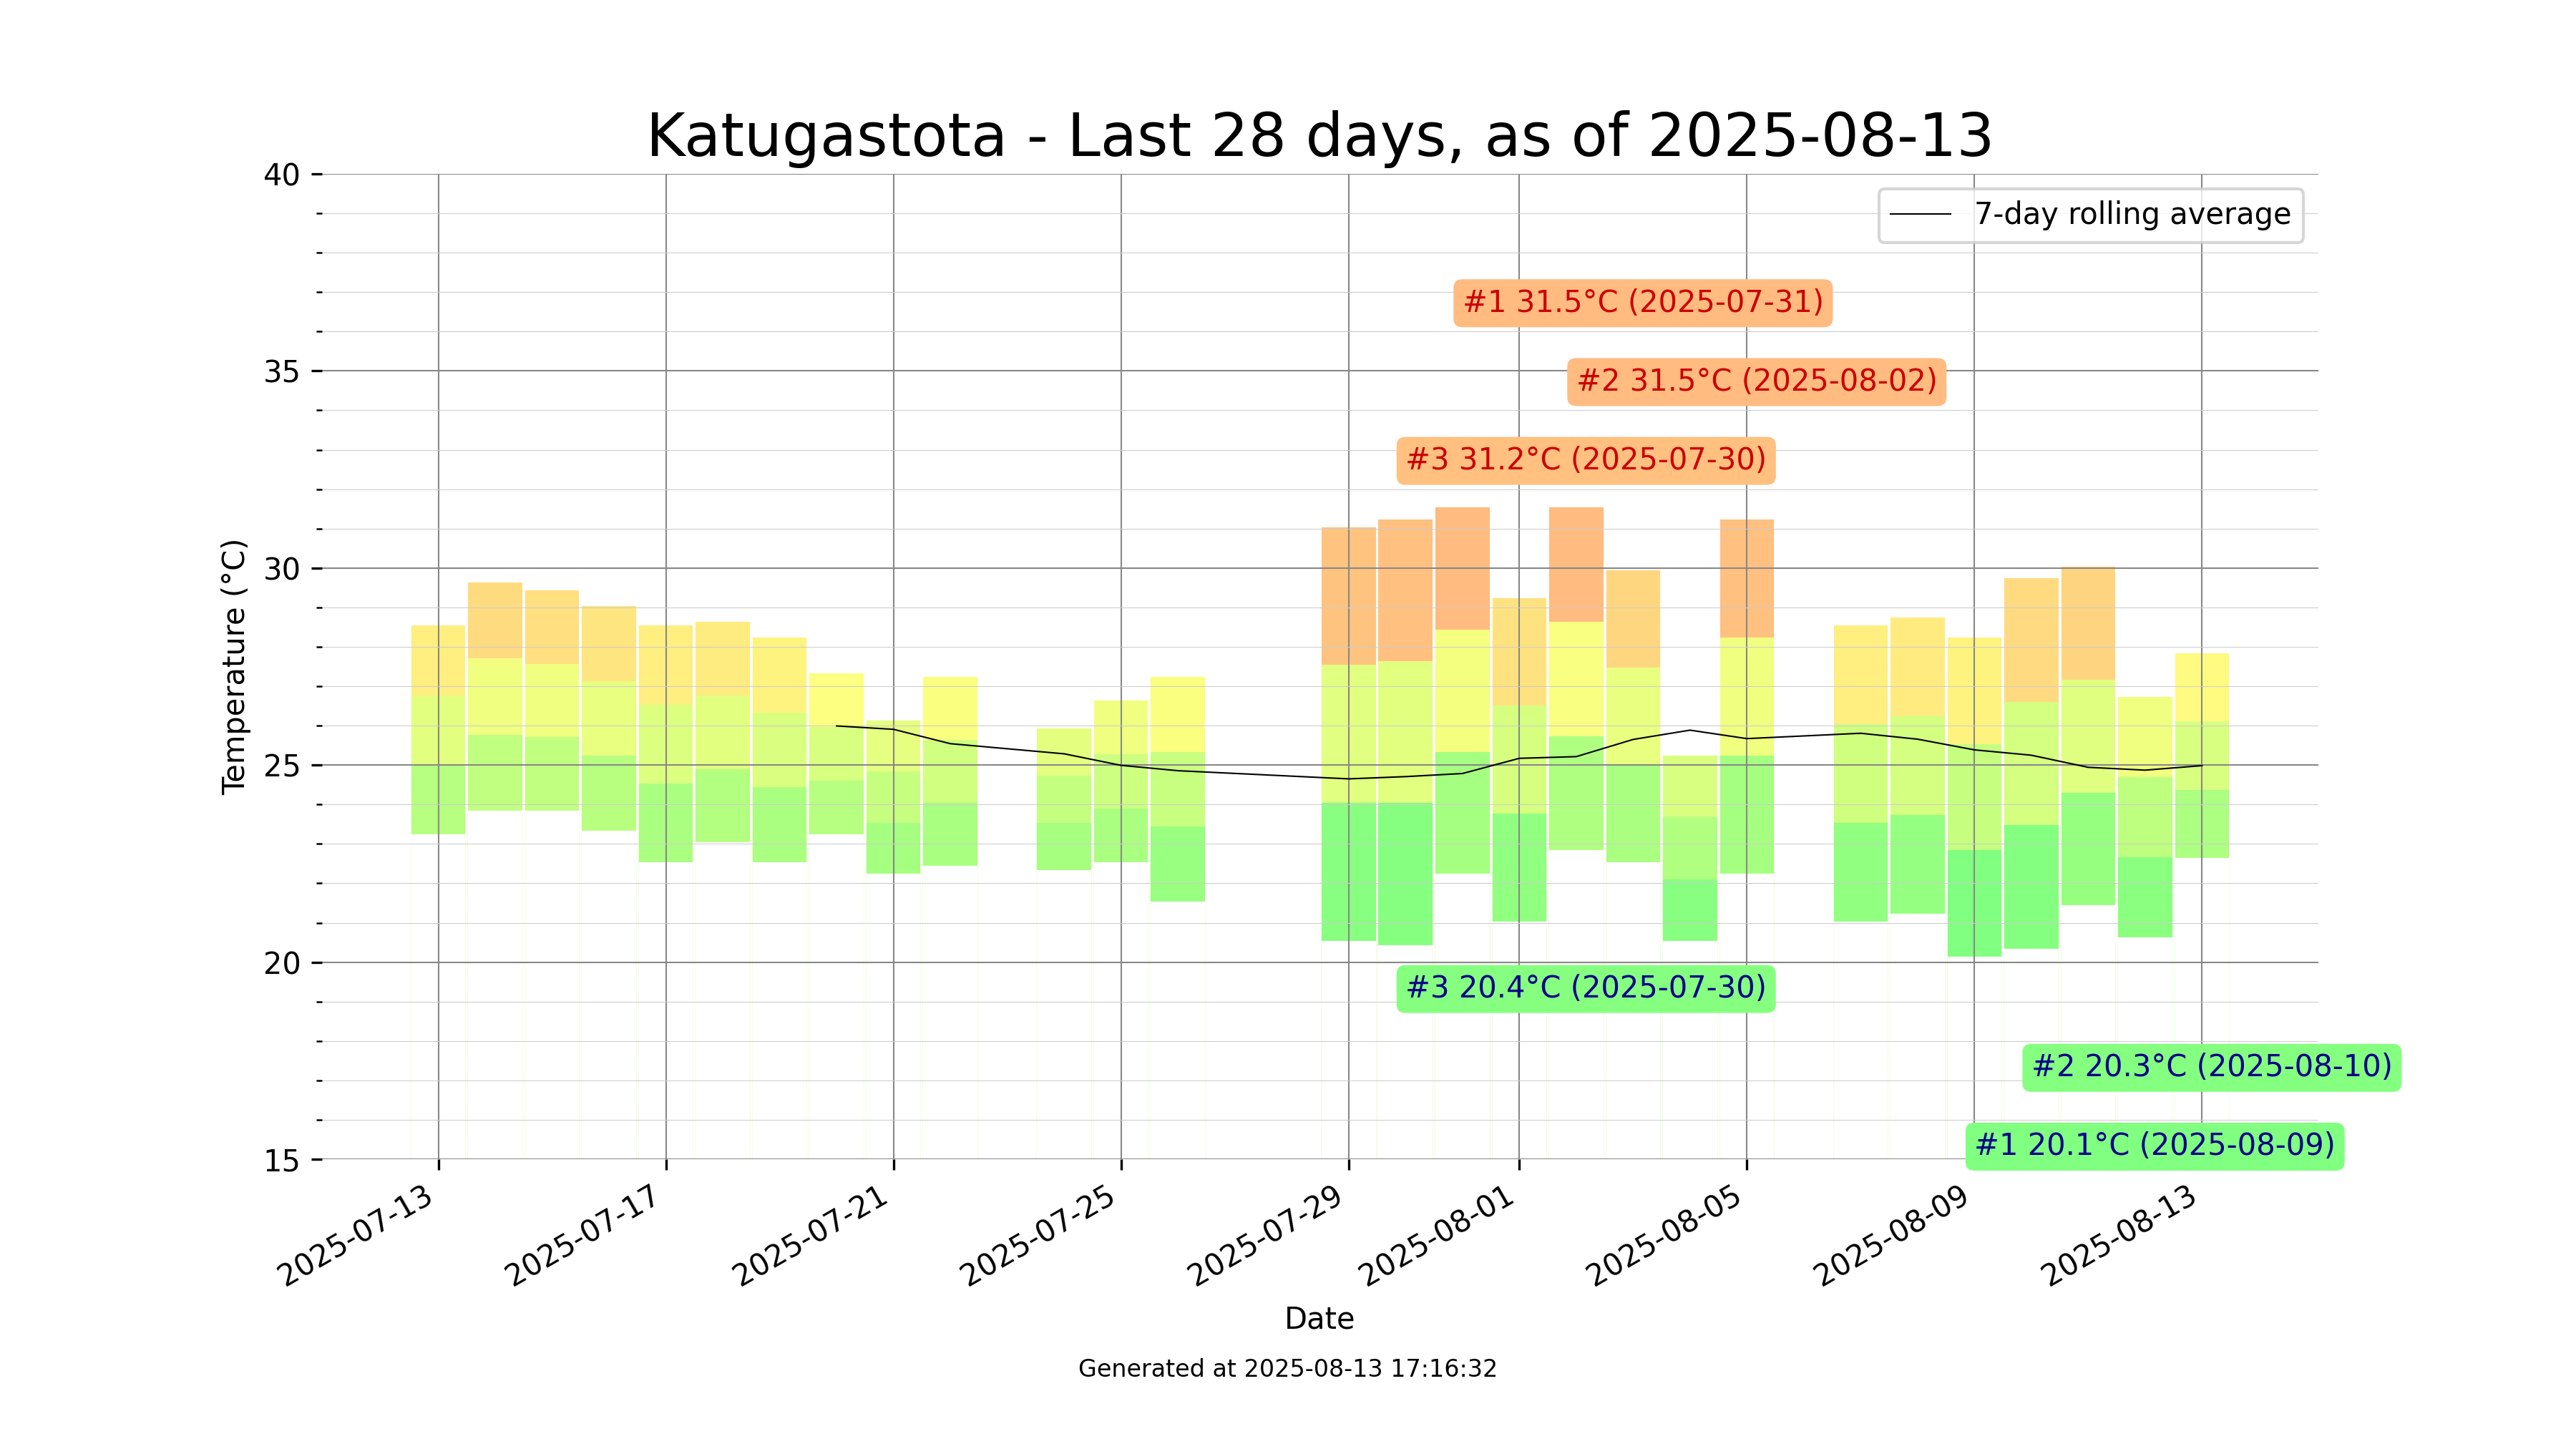 Katugastota - Last 28 days, as of 2025-08-13
40
35
30
25
20
15
Temperature (°C)
7-day rolling average
#1 31.5°C (2025-07-31)
#2 31.5°C (2025-08-02)
#3 31.2°C (2025-07-30)
#3 20.4°C (2025-07-30)
#2 20.3°C (2025-08-10)
#1 20.1°C (2025-08-09)
2025-07-13
2025-07-17
2025-07-21
2025-07-25
2025-07-29
2025-08-01
2025-08-05
2025-08-09
2025-08-13
Date
Generated at 2025-08-13 17:16:32